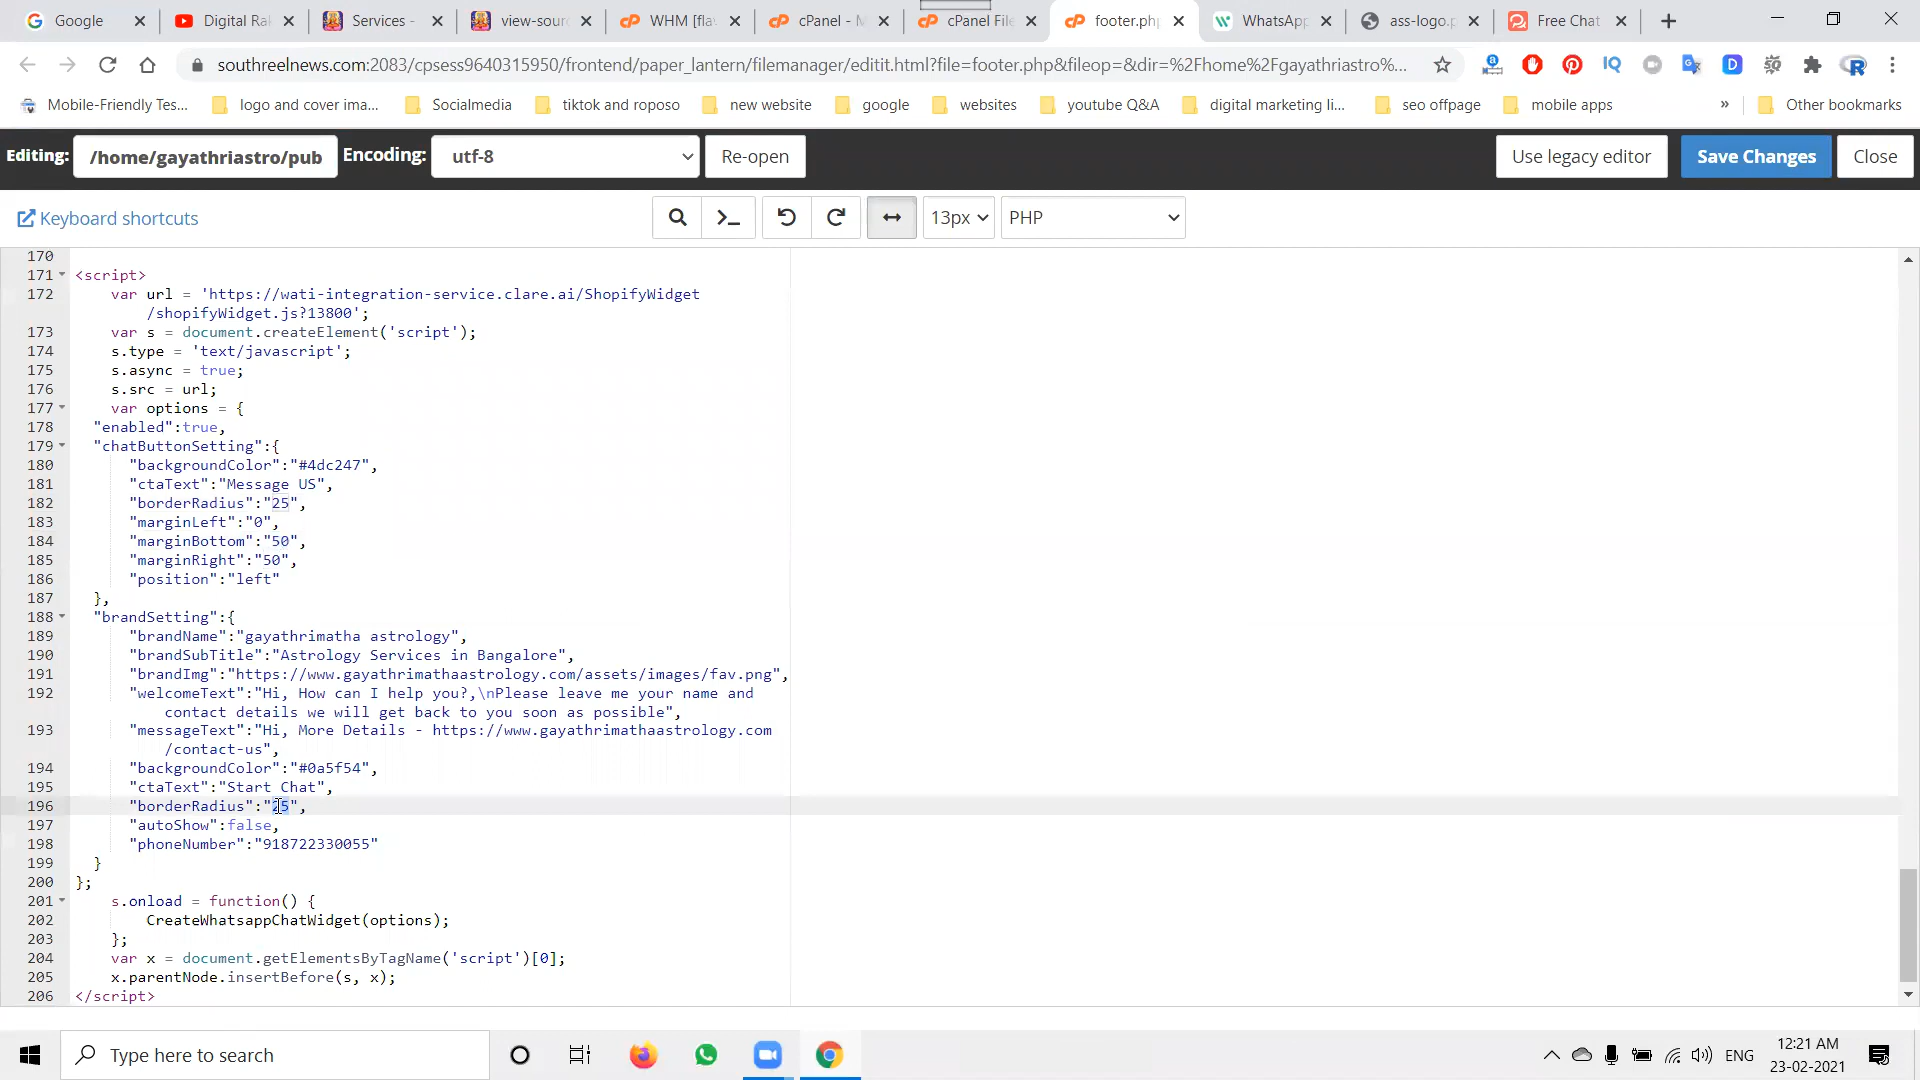 Google
Digital Ra
Services -
view-sour
WHM [fla
cPanel - M
cPanel File
footer.php
WhatsApp
ass-logo.p
Free Chat
southreelnews.com:2083/cpsess9640315950/frontend/paper_lantern/filemanager/editit.html?file=footer.php&fileop=&dir=%2Fhome%2Fgayathriastro%...
Mobile-Friendly Tes...
logo and cover ima...
Socialmedia
tiktok and roposo
new website
google
websites
youtube Q&A
digital marketing li...
seo offpage
mobile apps
»
Other bookmarks
Editing:
/home/gayathriastro/pub
Encoding:
utf-8
Re-open
Use legacy editor
Save Changes
Close
Keyboard shortcuts
13px
PHP
170
171 <script>
172 var url = 'https://wati-integration-service.clare.ai/ShopifyWidget
/shopifyWidget.js?13800';
173 var s = document.createElement('script');
174 s.type = 'text/javascript';
175 s.async = true;
176 s.src = url;
177 var options = {
178 "enabled":true,
179 "chatButtonSetting":{
180 "backgroundColor":"#4dc247",
181 "ctaText":"Message US",
182 "borderRadius":"25",
183 "marginLeft":"0",
184 "marginBottom":"50",
185 "marginRight":"50",
186 "position":"left"
187 },
188 "brandSetting":{
189 "brandName":"gayathrimatha astrology",
190 "brandSubTitle":"Astrology Services in Bangalore",
191 "brandImg":"https://www.gayathrimathaastrology.com/assets/images/fav.png",
192 "welcomeText":"Hi, How can I help you?,\nPlease leave me your name and
contact details we will get back to you soon as possible",
193 "messageText":"Hi, More Details - https://www.gayathrimathaastrology.com
/contact-us",
194 "backgroundColor":"#0a5f54",
195 "ctaText":"Start Chat",
196 "borderRadius":"25",
197 "autoShow":false,
198 "phoneNumber":"918722330055"
199 }
200 };
201 s.onload = function() {
202 CreateWhatsappChatWidget(options);
203 };
204 var x = document.getElementsByTagName('script')[0];
205 x.parentNode.insertBefore(s, x);
206 </script>
Type here to search
ENG
12:21 AM
23-02-2021